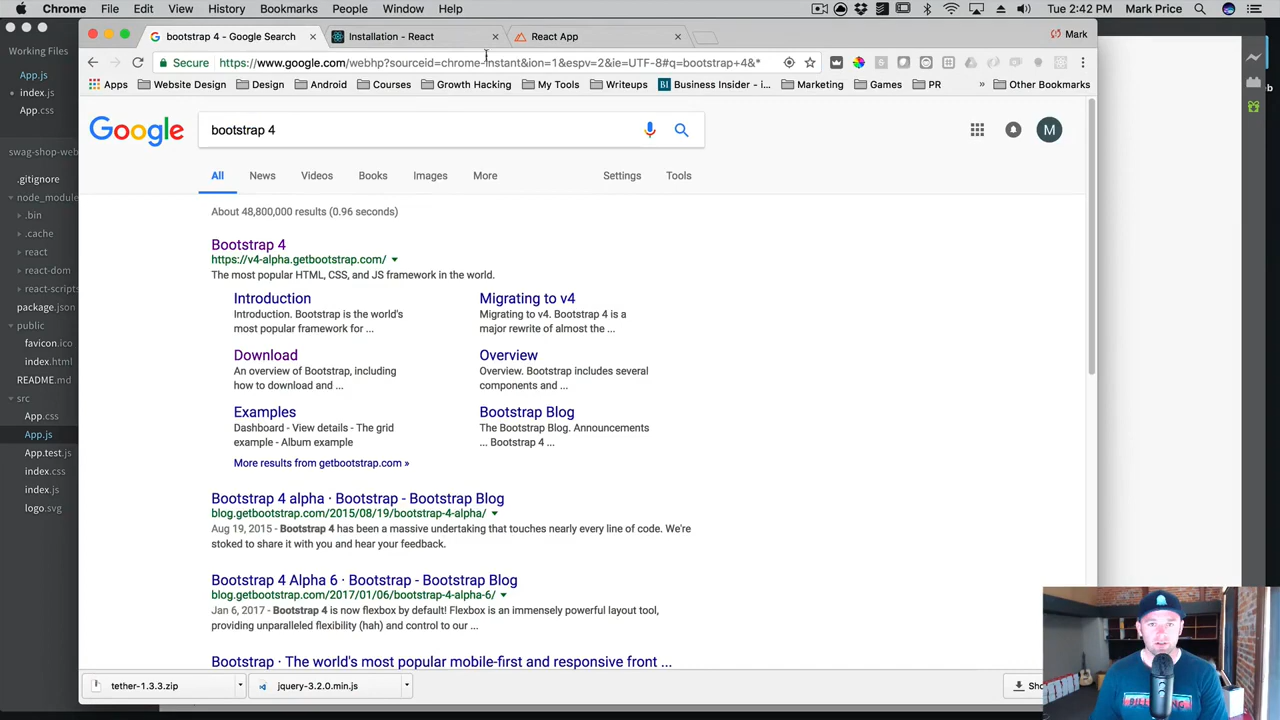 Chrome File Edit View History Bookmarks People Window Help
Tue 2:42 PM Mark Price
Working Files
App.js
index.js
App.css
swag-shop-web
.gitignore
node_module
.bin
.cache
react
react-dom
react-scripts
package.json
public
favicon.ico
index.html
README.md
src
App.css
App.js
App.test.js
index.css
index.js
logo.svg
bootstrap 4 - Google Search
Installation - React
React App
Mark
Secure https://www.google.com/webhp?sourceid=chrome-instant&ion=1&espv=2&ie=UTF-8#q=bootstrap+4&*
Apps Website Design Design Android Courses Growth Hacking My Tools Writeups Business Insider - i... Marketing Games PR » Other Bookmarks
Google
bootstrap 4
M
All News Videos Books Images More Settings Tools
About 48,800,000 results (0.96 seconds)
Bootstrap 4
https://v4-alpha.getbootstrap.com/
The most popular HTML, CSS, and JS framework in the world.
Introduction
Introduction. Bootstrap is the world's
most popular framework for ...
Migrating to v4
Migrating to v4. Bootstrap 4 is a
major rewrite of almost the ...
Download
An overview of Bootstrap, including
how to download and ...
Overview
Overview. Bootstrap includes several
components and ...
Examples
Dashboard - View details - The grid
example - Album example
Bootstrap Blog
The Bootstrap Blog. Announcements
... Bootstrap 4 ...
More results from getbootstrap.com »
Bootstrap 4 alpha · Bootstrap - Bootstrap Blog
blog.getbootstrap.com/2015/08/19/bootstrap-4-alpha/
Aug 19, 2015 - Bootstrap 4 has been a massive undertaking that touches nearly every line of code. We're
stoked to share it with you and hear your feedback.
Bootstrap 4 Alpha 6 · Bootstrap - Bootstrap Blog
blog.getbootstrap.com/2017/01/06/bootstrap-4-alpha-6/
Jan 6, 2017 - Bootstrap 4 is now flexbox by default! Flexbox is an immensely powerful layout tool,
providing unparalleled flexibility (hah) and control to our ...
Bootstrap · The world's most popular mobile-first and responsive front ...
tether-1.3.3.zip
jquery-3.2.0.min.js